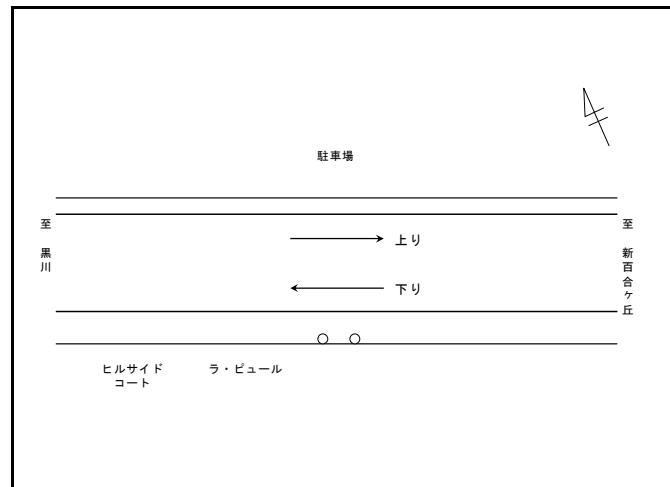 駐車場
至 黒川
上り
下り
至 新百合ケ丘
ヒルサイド
コート
ラ・ピュール